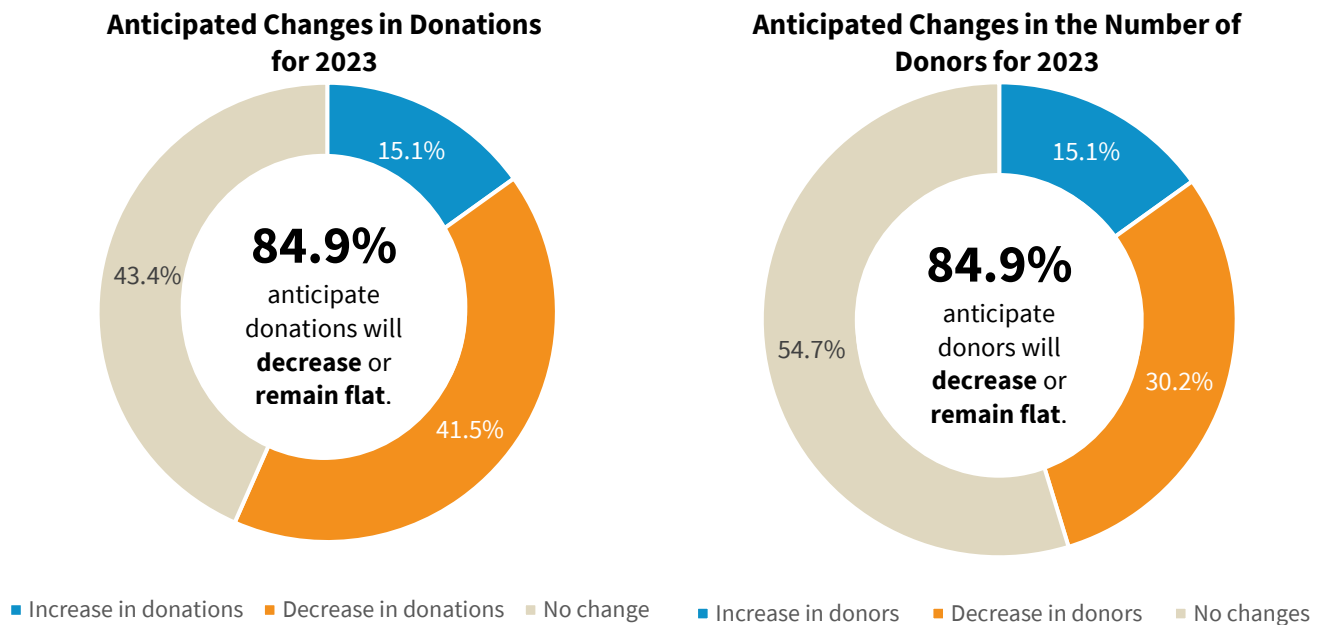 Anticipated Changes in Donations
for 2023
15.1%
43.4%
41.5%
84.9%
anticipate
donations will
decrease or
remain flat.
Increase in donations Decrease in donations No change
Anticipated Changes in the Number of
Donors for 2023
15.1%
54.7%
30.2%
84.9%
anticipate
donors will
decrease or
remain flat.
Increase in donors Decrease in donors No changes